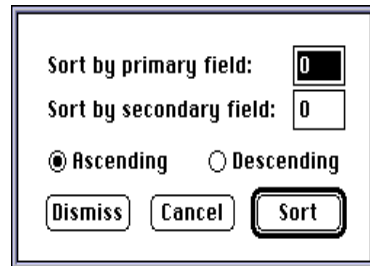 Sort by primary field: 0
Sort by secondary field: 0
Ascending Descending
Dismiss Cancel Sort